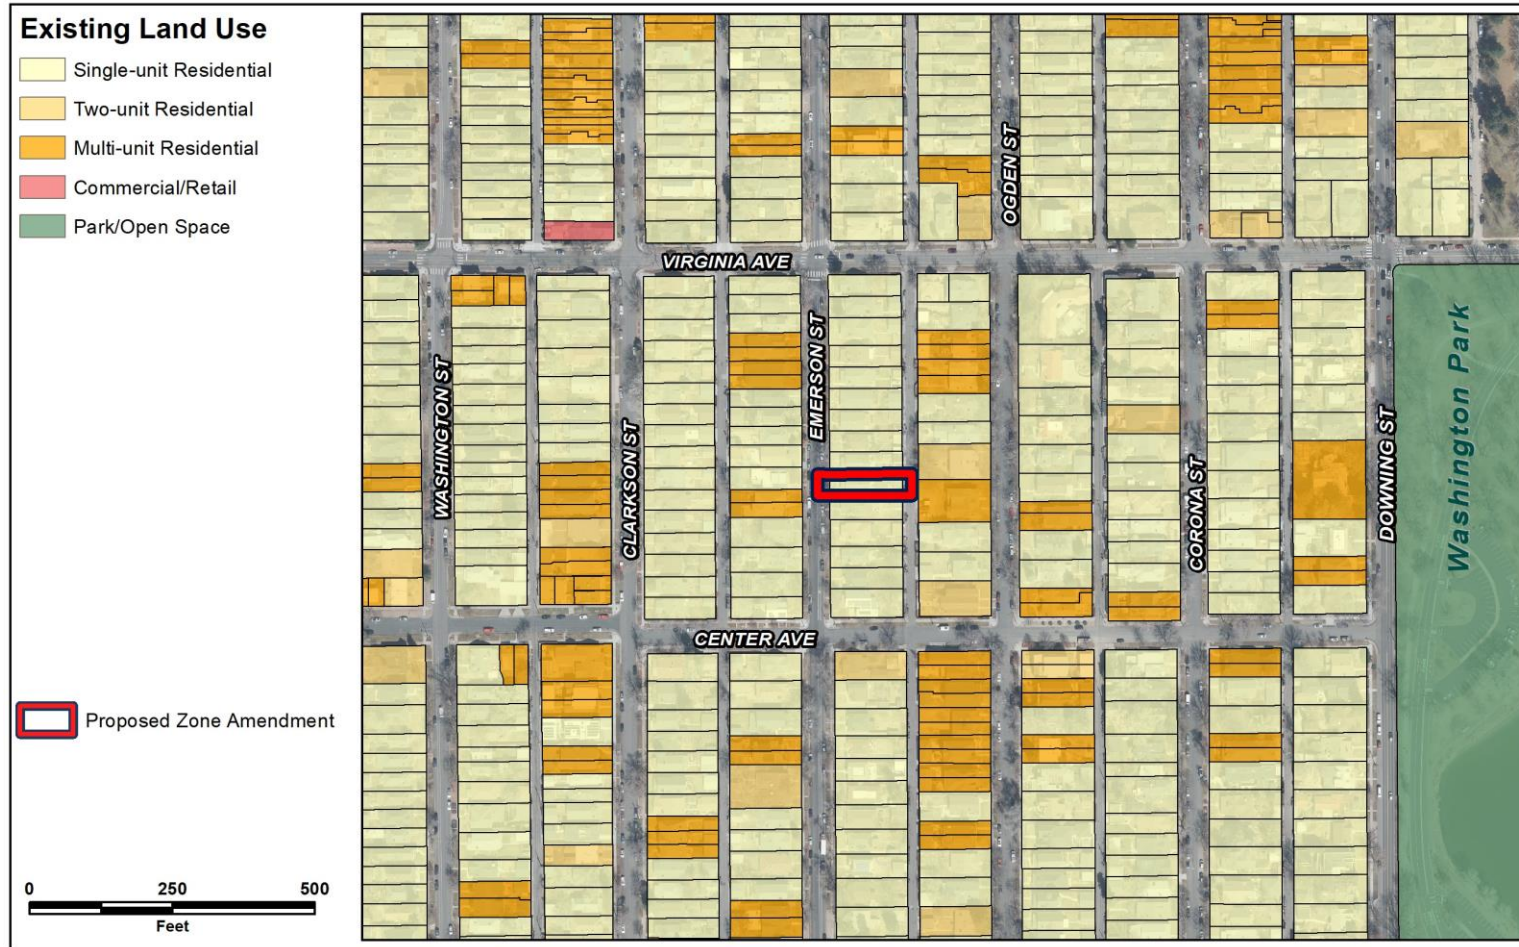 Existing Land Use
Single-unit Residential
Two-unit Residential
Multi-unit Residential
Commercial/Retail
Park/Open Space
Proposed Zone Amendment
0 250 500
Feet
OGDEN ST
VIRGINIA AVE
WASHINGTON ST
CLARKSON ST
EMERSON ST
CORONA ST
DOWNING ST
Washington Park
CENTER AVE